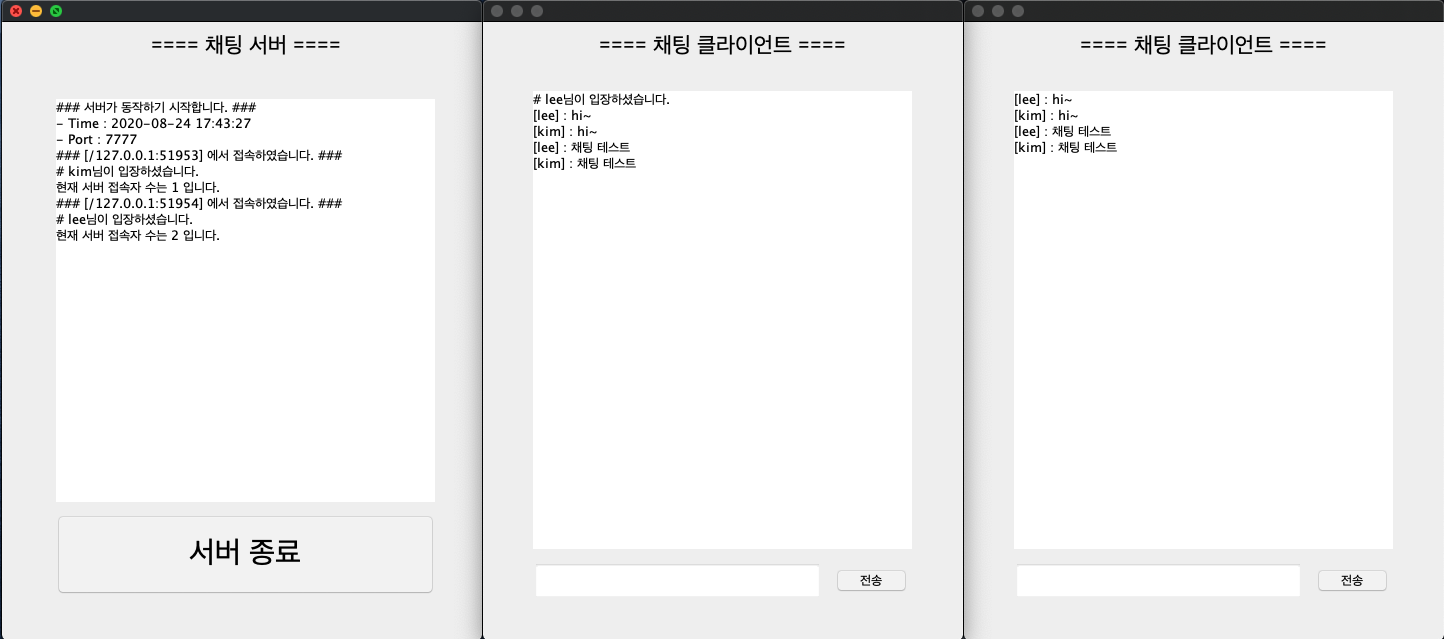 ==== 채팅 서버 ====
### 서버가 동작하기 시작합니다. ###
- Time : 2020-08-24 17:43:27
- Port : 7777
### [/127.0.0.1:51953] 에서 접속하였습니다. ###
# kim님이 입장하셨습니다.
현재 서버 접속자 수는 1 입니다.
### [/127.0.0.1:51954] 에서 접속하였습니다. ###
# lee님이 입장하셨습니다.
현재 서버 접속자 수는 2 입니다.
서버 종료
==== 채팅 클라이언트 ====
# lee님이 입장하셨습니다.
[lee] : hi~
[kim] : hi~
[lee] : 채팅 테스트
[kim] : 채팅 테스트
전송
==== 채팅 클라이언트 ====
[lee] : hi~
[kim] : hi~
[lee] : 채팅 테스트
[kim] : 채팅 테스트
전송